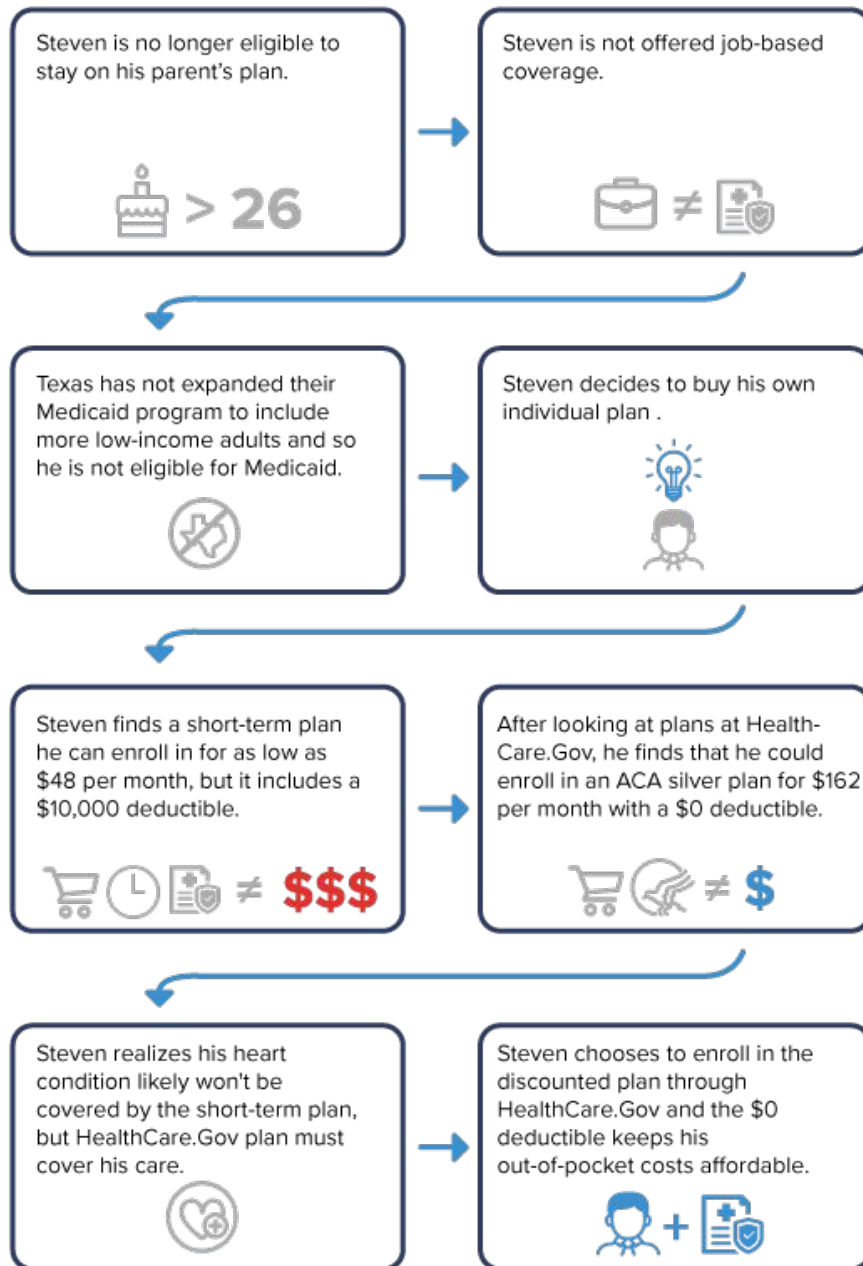 Steven is no longer eligible to
stay on his parent’s plan.
> 26
Steven is not offered job-based
coverage.
≠
Texas has not expanded their
Medicaid program to include
more low-income adults and so
he is not eligible for Medicaid.
Steven decides to buy his own
individual plan .
Steven finds a short-term plan
he can enroll in for as low as
$48 per month, but it includes a
$10,000 deductible.
≠ $$$
After looking at plans at Health-
Care.Gov, he finds that he could
enroll in an ACA silver plan for $162
per month with a $0 deductible.
≠ $
Steven realizes his heart
condition likely won't be
covered by the short-term plan,
but HealthCare.Gov plan must
cover his care.
Steven chooses to enroll in the
discounted plan through
HealthCare.Gov and the $0
deductible keeps his
out-of-pocket costs affordable.
+